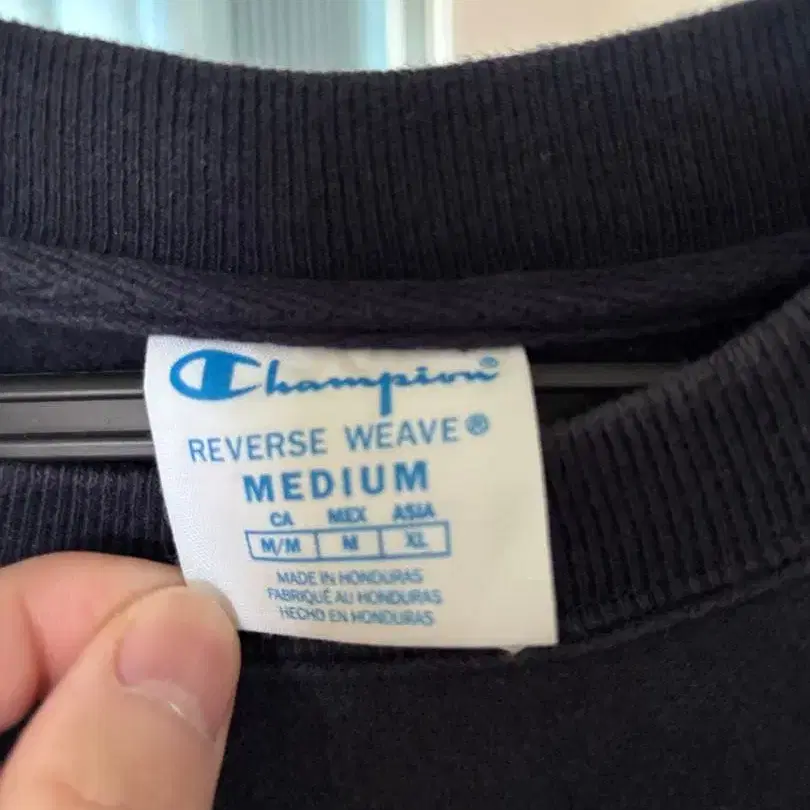 Champion®
REVERSE WEAVE®
MEDIUM
CA MEX ASIA
M/M M XL
MADE IN HONDURAS
FABRIQUÉ AU HONDURAS
HECHO EN HONDURAS